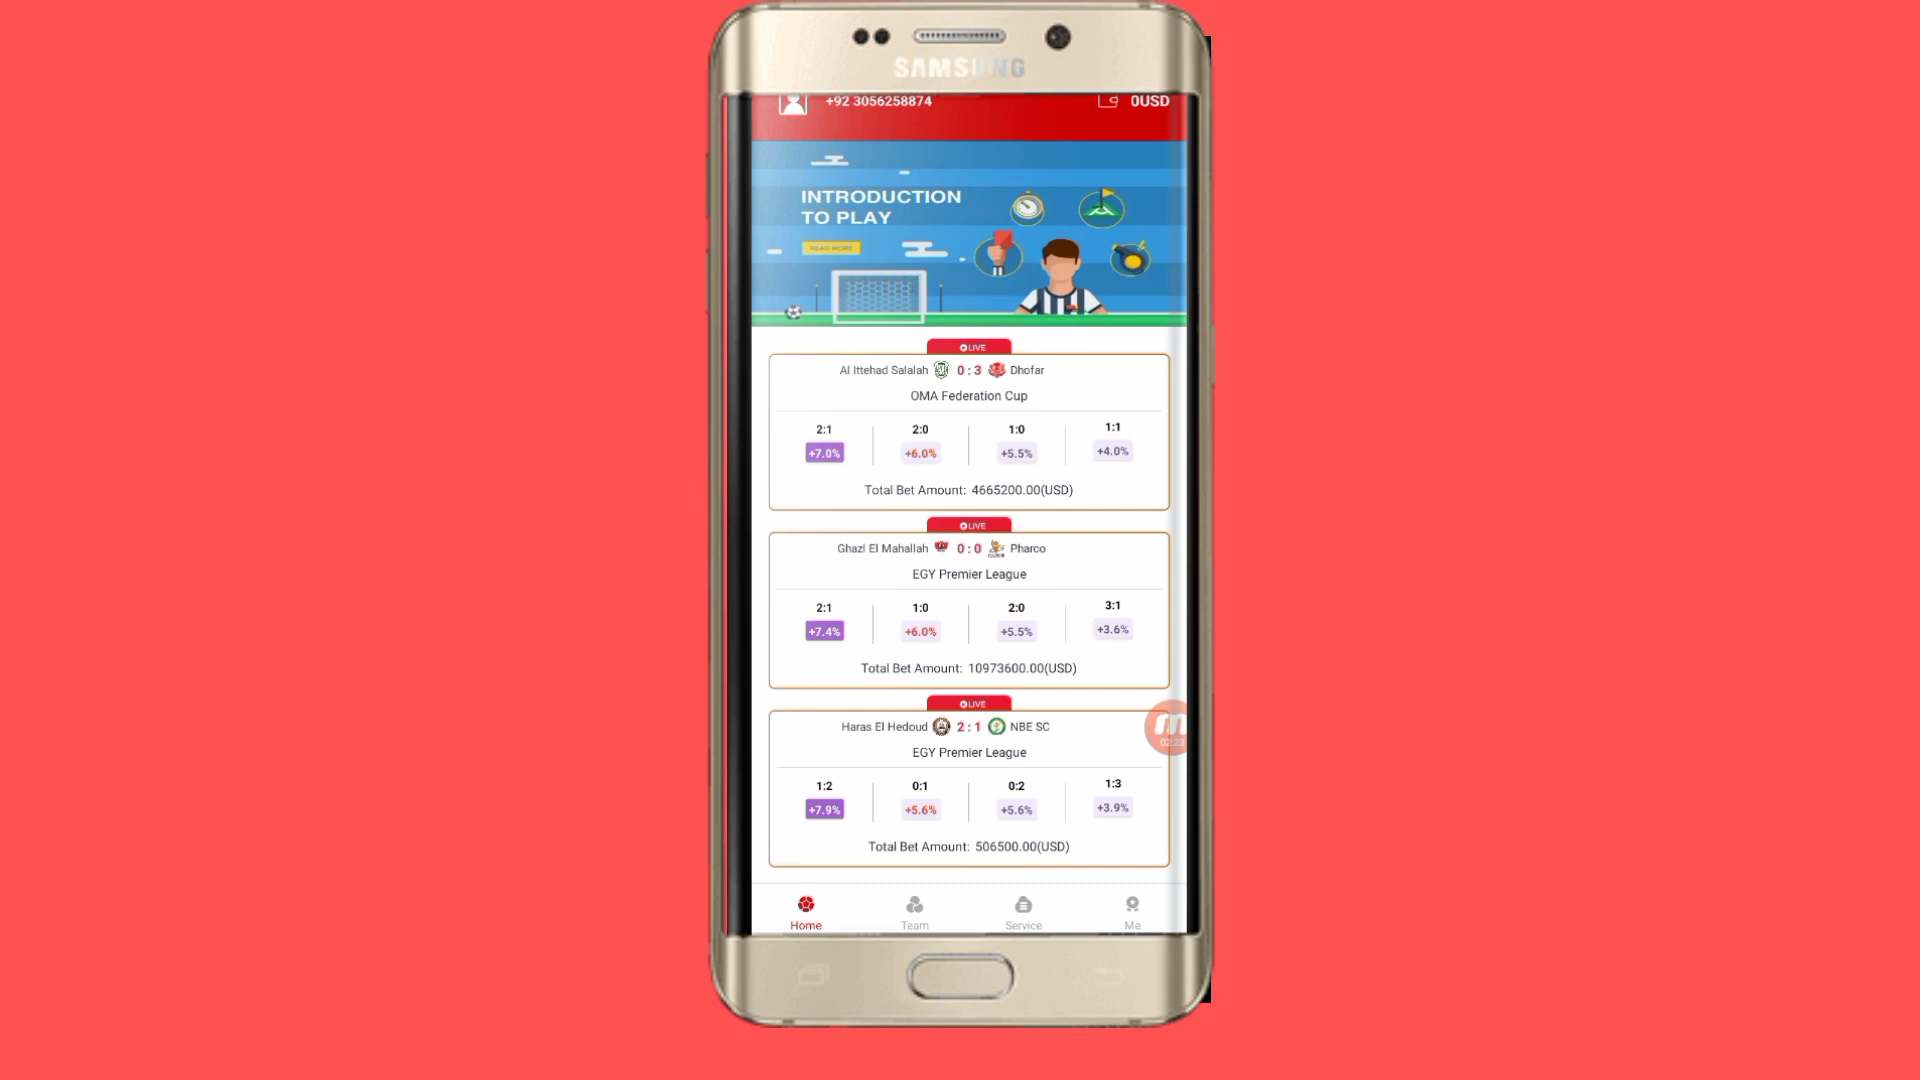 SAMSUNG
+92 3056258874
0USD
INTRODUCTION
TO PLAY
READ MORE
LIVE
Al Ittehad Salalah 0 : 3 Dhofar
OMA Federation Cup
2:1 2:0 1:0 1:1
+7.0% +6.0% +5.5% +4.0%
Total Bet Amount: 4665200.00(USD)
LIVE
Ghazl El Mahallah 0 : 0 Pharco
EGY Premier League
2:1 1:0 2:0 3:1
+7.4% +6.0% +5.5% +3.6%
Total Bet Amount: 10973600.00(USD)
LIVE
Haras El Hedoud 2 : 1 NBE SC
EGY Premier League
02:23
1:2 0:1 0:2 1:3
+7.9% +5.6% +5.6% +3.9%
Total Bet Amount: 506500.00(USD)
Home Team Service Me